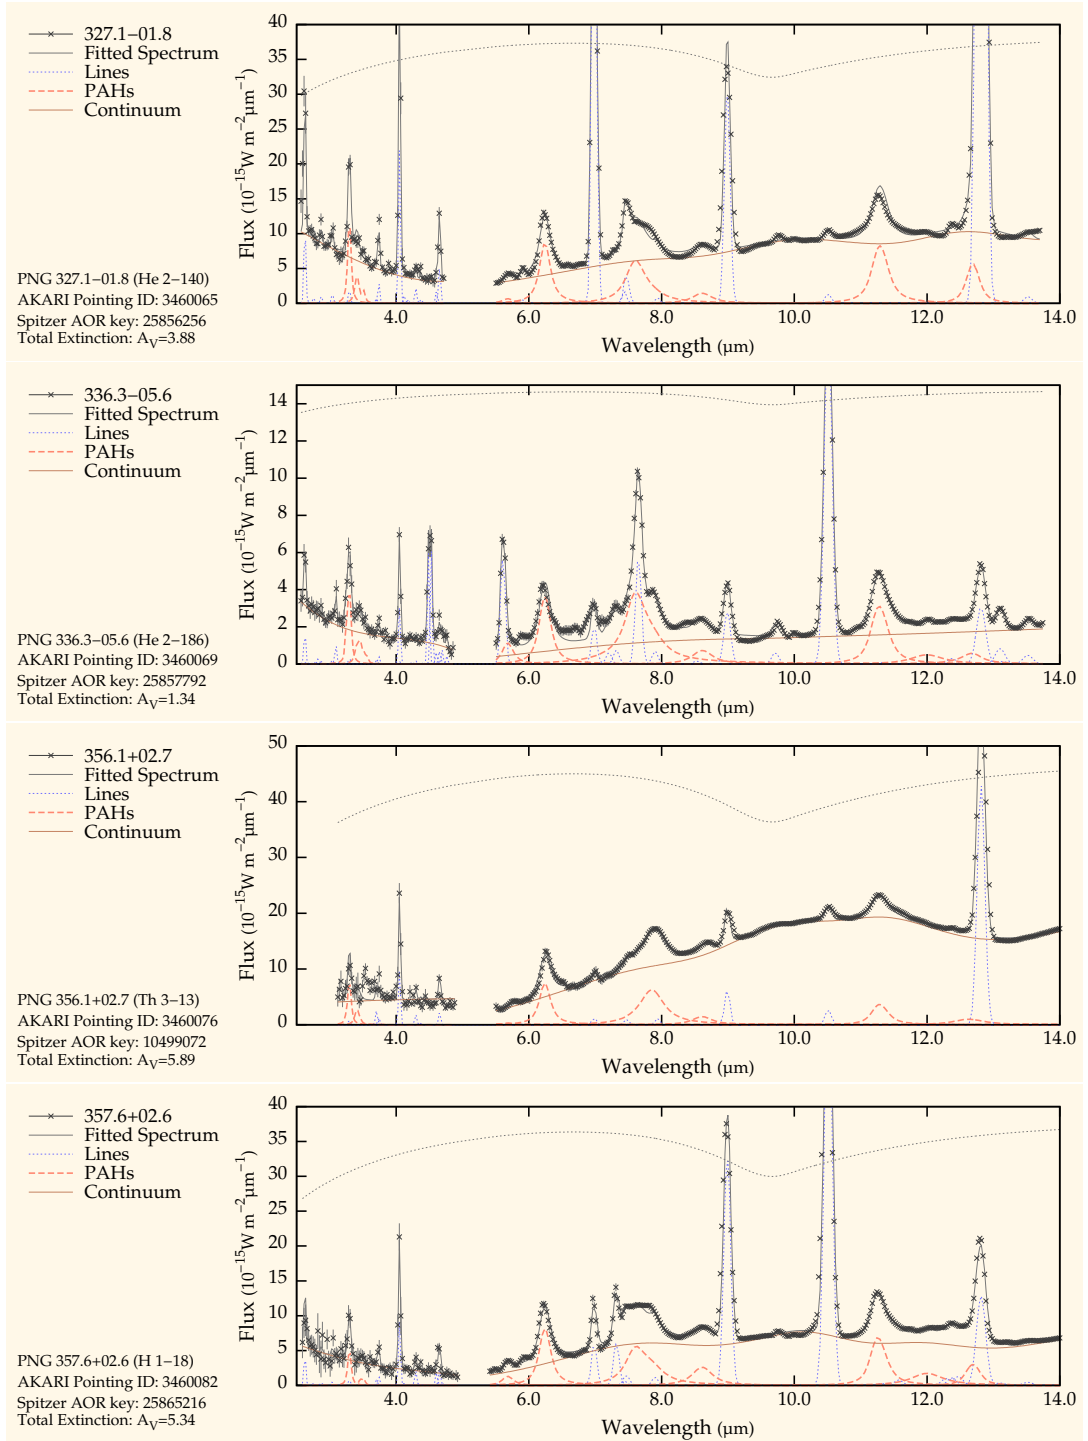 327.1−01.8
Fitted Spectrum
Lines
PAHs
Continuum
PNG 327.1−01.8 (He 2−140)
AKARI Pointing ID: 3460065
Spitzer AOR key: 25856256
Total Extinction: A_V=3.88
Flux (10⁻¹⁵W m⁻²μm⁻¹)
40
35
30
25
20
15
10
5
0
4.0 6.0 8.0 10.0 12.0 14.0
Wavelength (μm)
336.3−05.6
Fitted Spectrum
Lines
PAHs
Continuum
PNG 336.3−05.6 (He 2−186)
AKARI Pointing ID: 3460069
Spitzer AOR key: 25857792
Total Extinction: A_V=1.34
Flux (10⁻¹⁵W m⁻²μm⁻¹)
14
12
10
8
6
4
2
0
4.0 6.0 8.0 10.0 12.0 14.0
Wavelength (μm)
356.1+02.7
Fitted Spectrum
Lines
PAHs
Continuum
PNG 356.1+02.7 (Th 3−13)
AKARI Pointing ID: 3460076
Spitzer AOR key: 10499072
Total Extinction: A_V=5.89
Flux (10⁻¹⁵W m⁻²μm⁻¹)
50
40
30
20
10
0
4.0 6.0 8.0 10.0 12.0 14.0
Wavelength (μm)
357.6+02.6
Fitted Spectrum
Lines
PAHs
Continuum
PNG 357.6+02.6 (H 1−18)
AKARI Pointing ID: 3460082
Spitzer AOR key: 25865216
Total Extinction: A_V=5.34
Flux (10⁻¹⁵W m⁻²μm⁻¹)
40
35
30
25
20
15
10
5
0
4.0 6.0 8.0 10.0 12.0 14.0
Wavelength (μm)